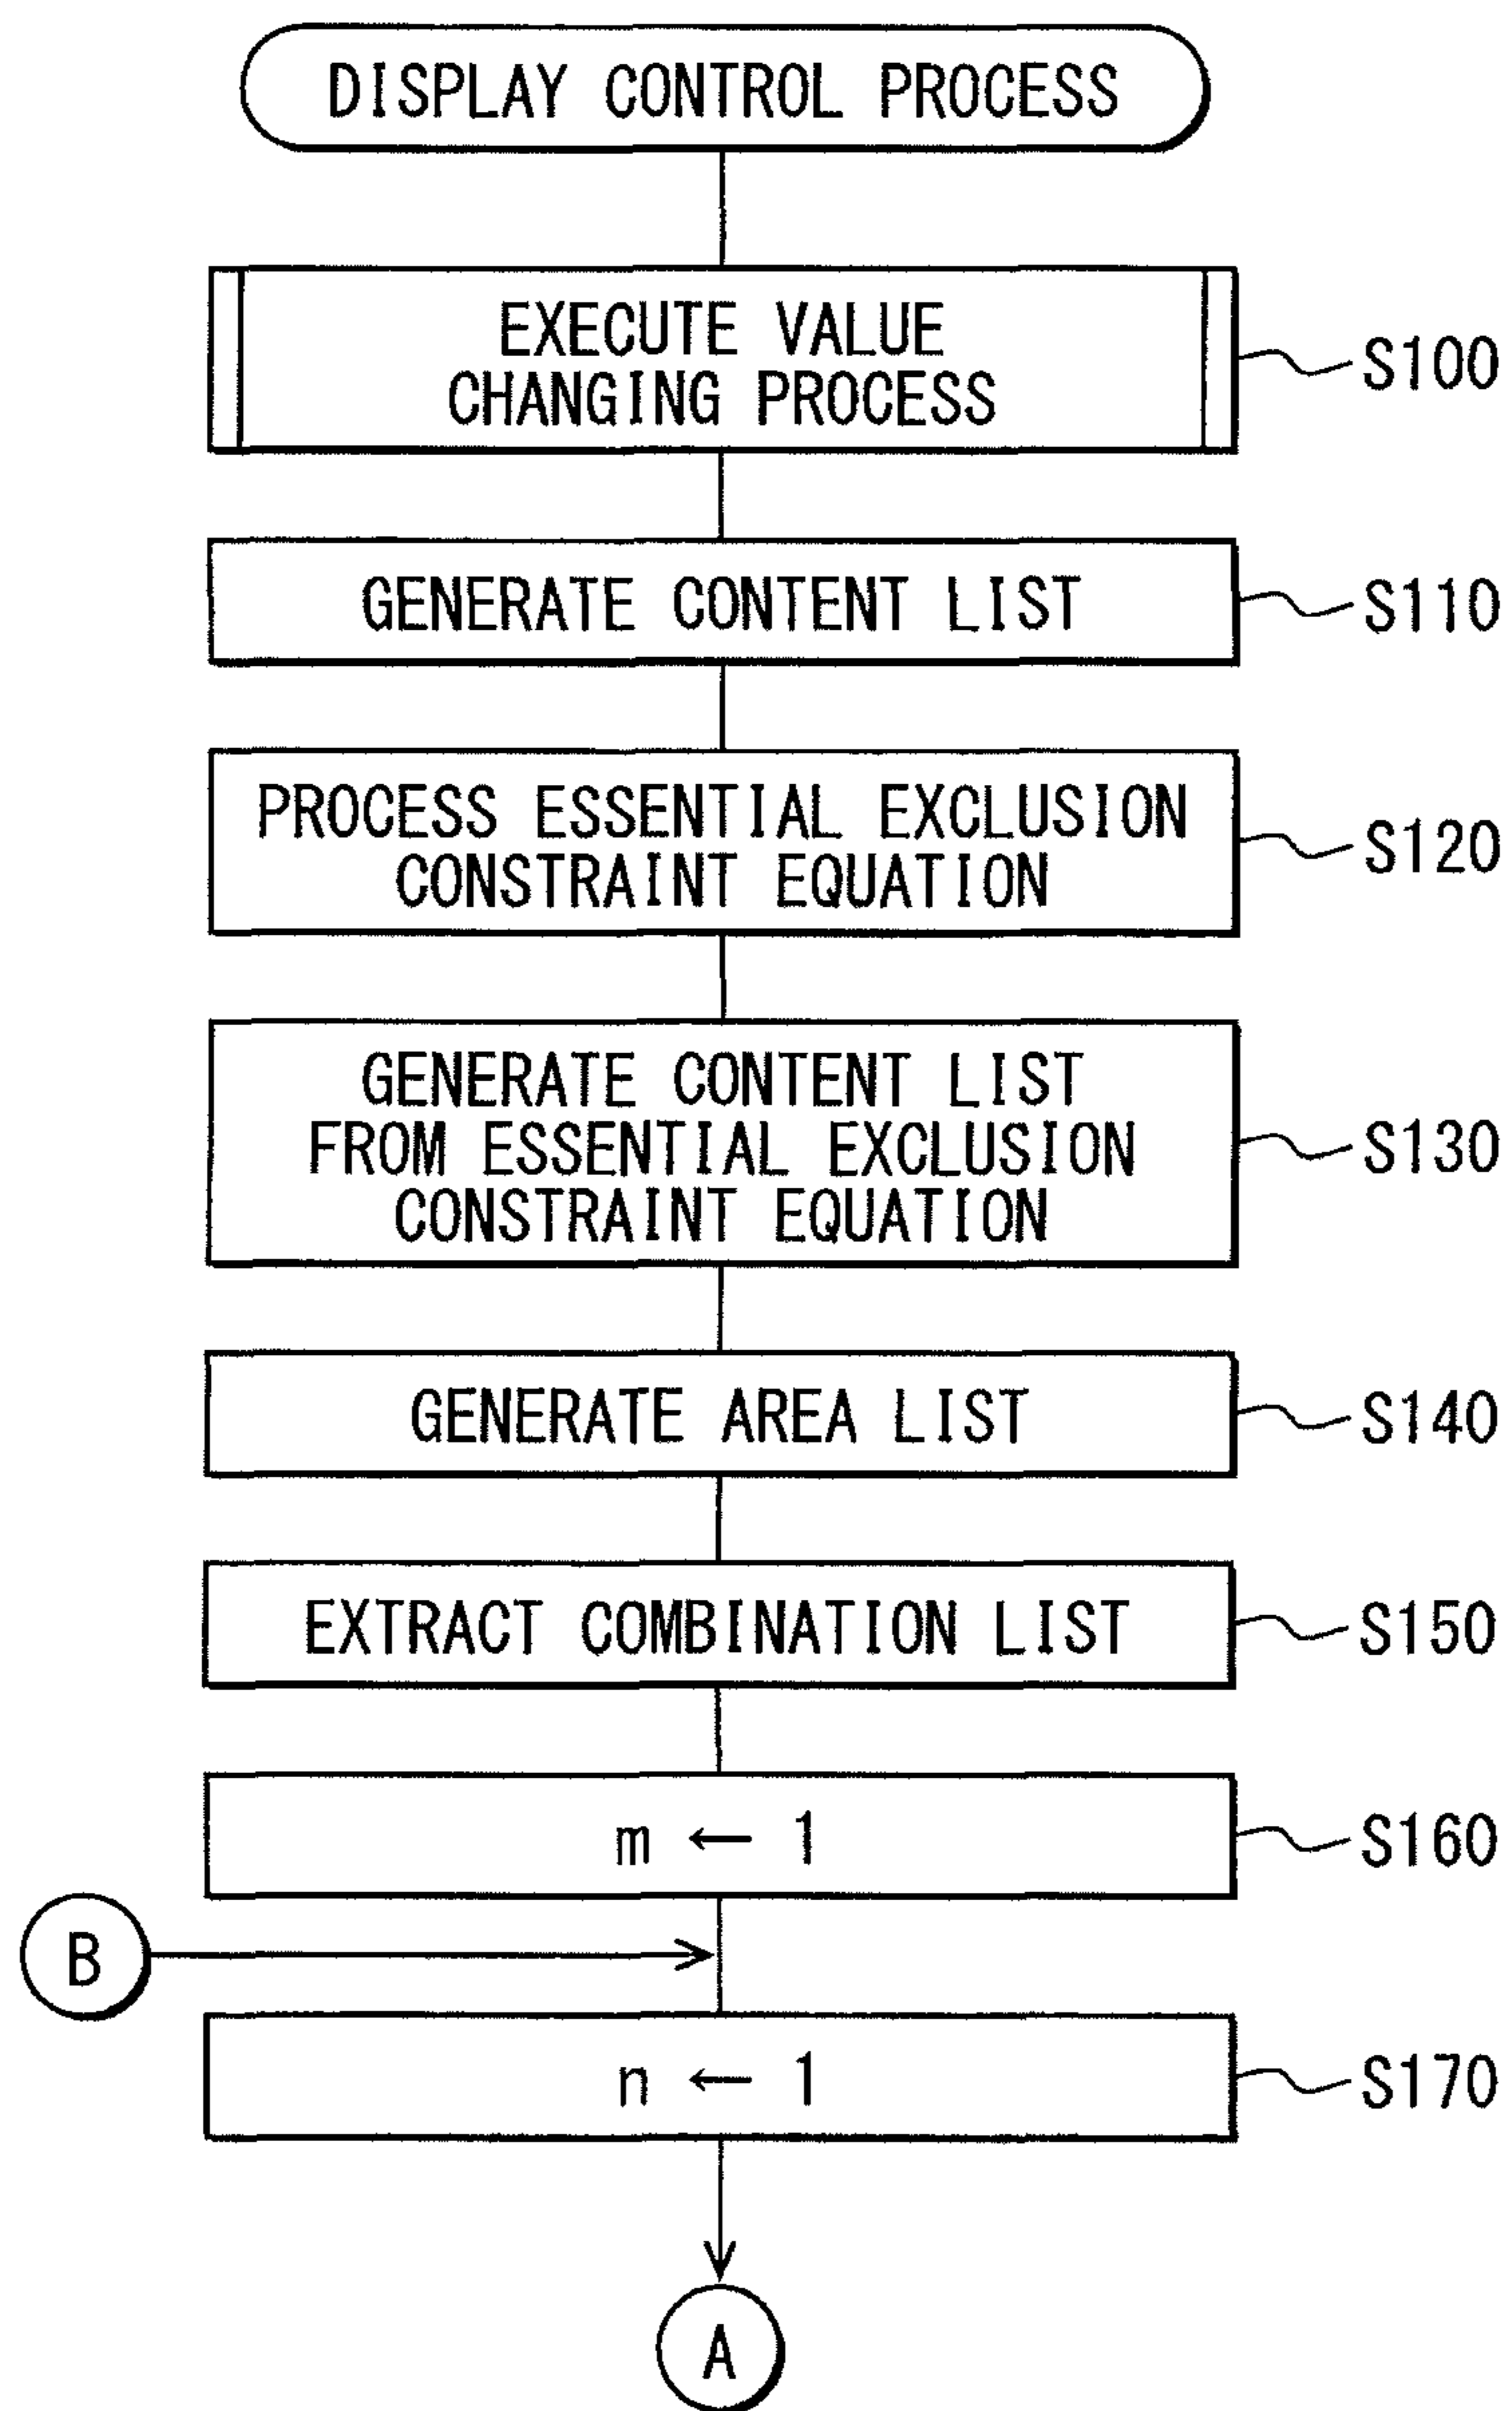 DISPLAY CONTROL PROCESS
EXECUTE VALUE
CHANGING PROCESS
S100
GENERATE CONTENT LIST
S110
PROCESS ESSENTIAL EXCLUSION
CONSTRAINT EQUATION
S120
GENERATE CONTENT LIST
FROM ESSENTIAL EXCLUSION
CONSTRAINT EQUATION
S130
GENERATE AREA LIST
S140
EXTRACT COMBINATION LIST
S150
m ← 1
S160
B
n ← 1
S170
A